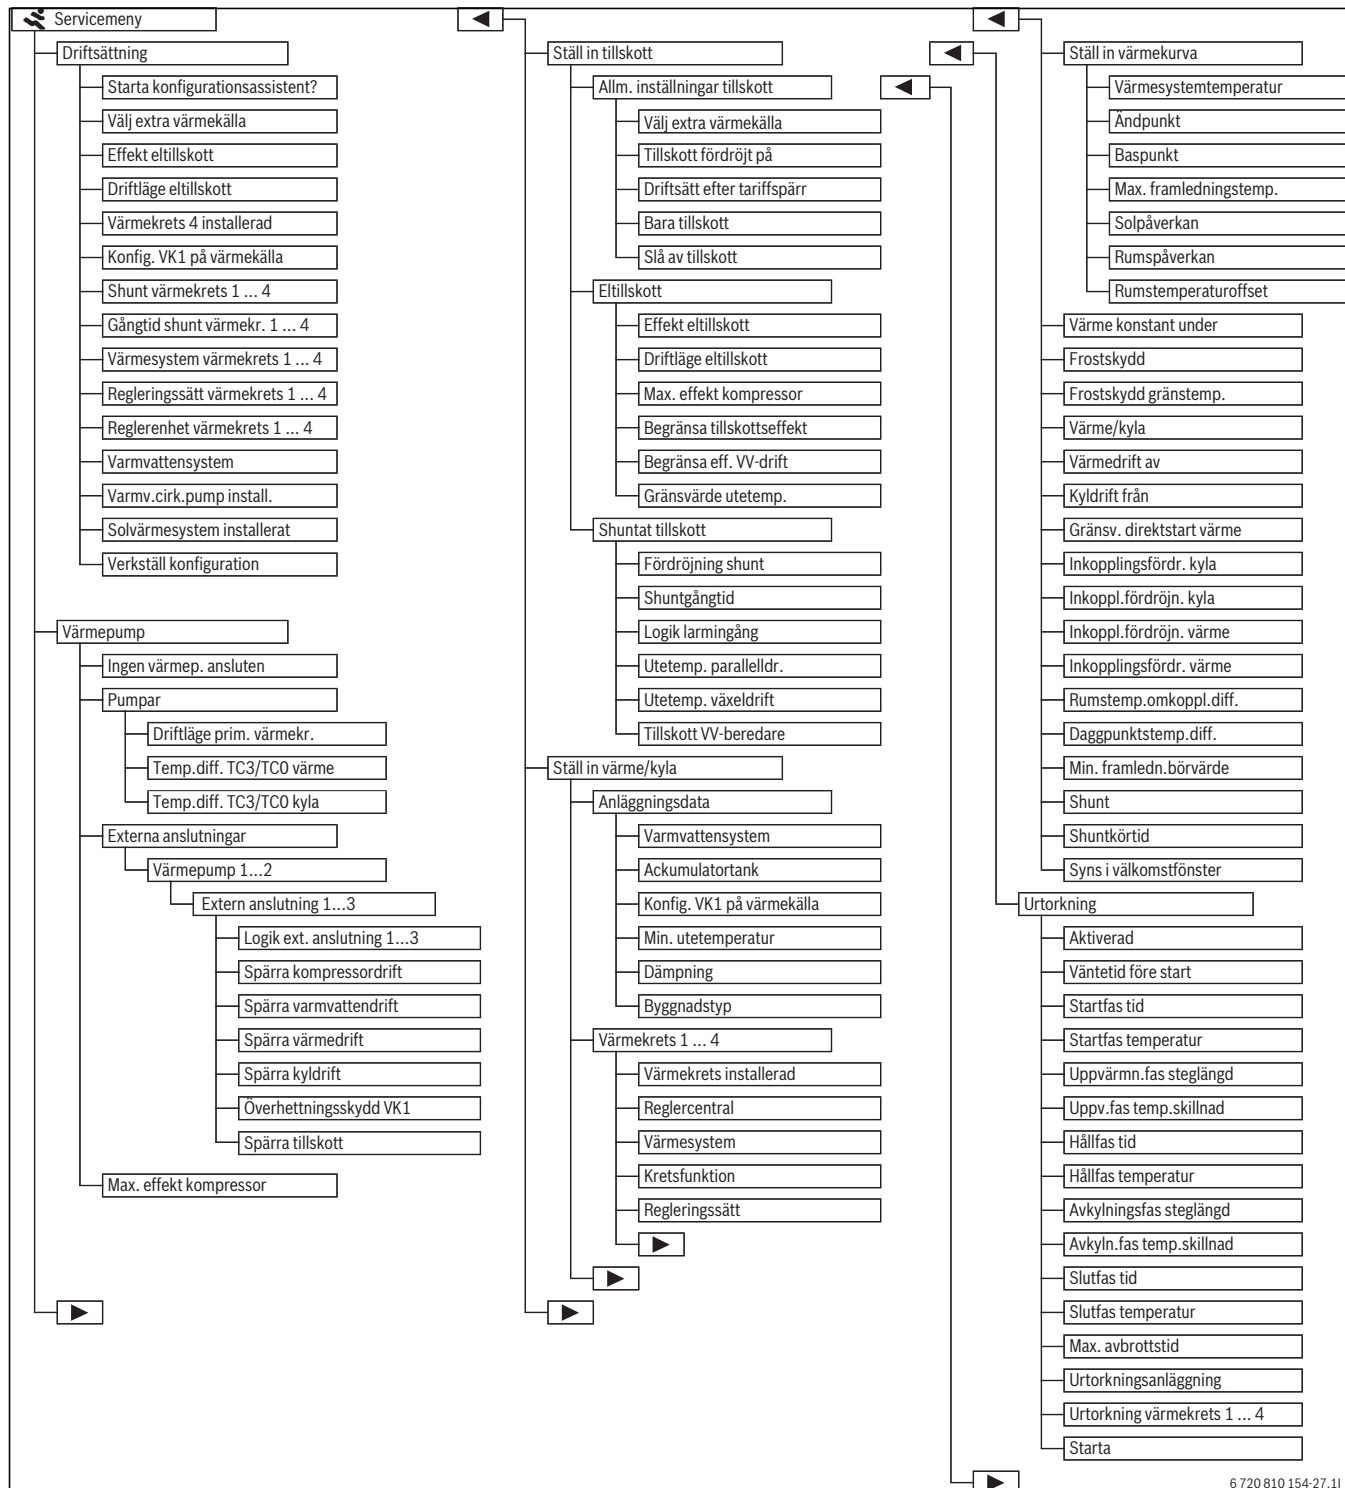 Servicemeny
Driftsättning
Starta konfigurationsassistent?
Välj extra värmekälla
Effekt eltillskott
Driftläge eltillskott
Värmekrets 4 installerad
Konfig. VK1 på värmekälla
Shunt värmekrets 1 ... 4
Gångtid shunt värmekr. 1 ... 4
Värmesystem värmekrets 1 ... 4
Regleringssätt värmekrets 1 ... 4
Reglerenhet värmekrets 1 ... 4
Varmvattensystem
Varmv.cirk.pump install.
Solvärmesystem installerat
Verkställ konfiguration
Värmepump
Ingen värmep. ansluten
Pumpar
Driftläge prim. värmekr.
Temp.diff. TC3/TC0 värme
Temp.diff. TC3/TC0 kyla
Externa anslutningar
Värmepump 1...2
Extern anslutning 1...3
Logik ext. anslutning 1...3
Spärra kompressordrift
Spärra varmvattendrift
Spärra värmedrift
Spärra kyldrift
Överhettningsskydd VK1
Spärra tillskott
Max. effekt kompressor
Ställ in tillskott
Allm. inställningar tillskott
Välj extra värmekälla
Tillskott fördröjt på
Driftsätt efter tariffspärr
Bara tillskott
Slå av tillskott
Eltillskott
Effekt eltillskott
Driftläge eltillskott
Max. effekt kompressor
Begränsa tillskottseffekt
Begränsa eff. VV-drift
Gränsvärde utetemp.
Shuntat tillskott
Fördröjning shunt
Shuntgångtid
Logik larmingång
Utetemp. parallelldr.
Utetemp. växeldrift
Tillskott VV-beredare
Ställ in värme/kyla
Anläggningsdata
Varmvattensystem
Ackumulatortank
Konfig. VK1 på värmekälla
Min. utetemperatur
Dämpning
Byggnadstyp
Värmekrets 1 ... 4
Värmekrets installerad
Reglercentral
Värmesystem
Kretsfunktion
Regleringssätt
Ställ in värmekurva
Värmesystemtemperatur
Ändpunkt
Baspunkt
Max. framledningstemp.
Solpåverkan
Rumspåverkan
Rumstemperaturoffset
Värme konstant under
Frostskydd
Frostskydd gränstemp.
Värme/kyla
Värmedrift av
Kyldrift från
Gränsv. direktstart värme
Inkopplingsfördr. kyla
Inkoppl.fördröjn. kyla
Inkoppl.fördröjn. värme
Inkopplingsfördr. värme
Rumstemp.omkoppl.diff.
Daggpunktstemp.diff.
Min. framledn.börvärde
Shunt
Shuntkörtid
Syns i välkomstfönster
Urtorkning
Aktiverad
Väntetid före start
Startfas tid
Startfas temperatur
Uppvärmn.fas steglängd
Uppv.fas temp.skillnad
Hållfas tid
Hållfas temperatur
Avkylningsfas steglängd
Avkyln.fas temp.skillnad
Slutfas tid
Slutfas temperatur
Max. avbrottstid
Urtorkningsanläggning
Urtorkning värmekrets 1 ... 4
Starta
6 720 810 154-27.1I